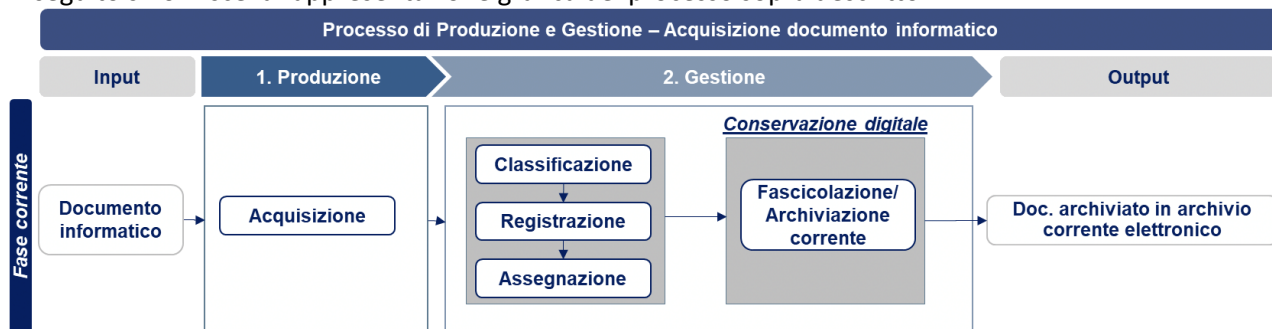 Processo di Produzione e Gestione – Acquisizione documento informatico
Input
1. Produzione
2. Gestione
Output
Fase corrente
Documento
informatico
Acquisizione
Classificazione
Registrazione
Assegnazione
Conservazione digitale
Fascicolazione/
Archiviazione
corrente
Doc. archiviato in archivio
corrente elettronico